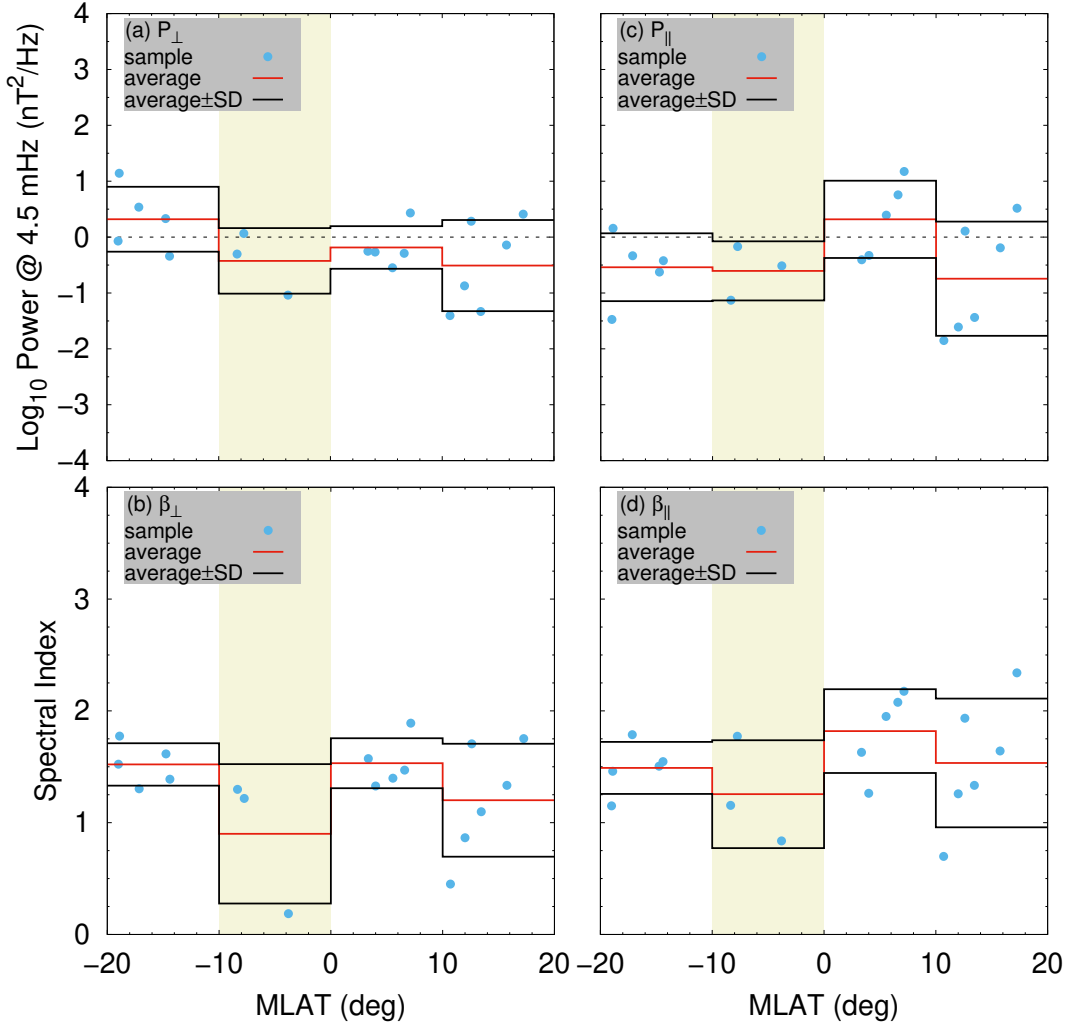 (a) P⊥
sample
average
average±SD
(c) P∥
sample
average
average±SD
Log10 Power @ 4.5 mHz (nT²/Hz)
4
3
2
1
0
−1
−2
−3
−4
(b) β⊥
sample
average
average±SD
(d) β∥
sample
average
average±SD
Spectral Index
4
3
2
1
0
−20
−10
0
10
20
−20
−10
0
10
20
MLAT (deg)
MLAT (deg)